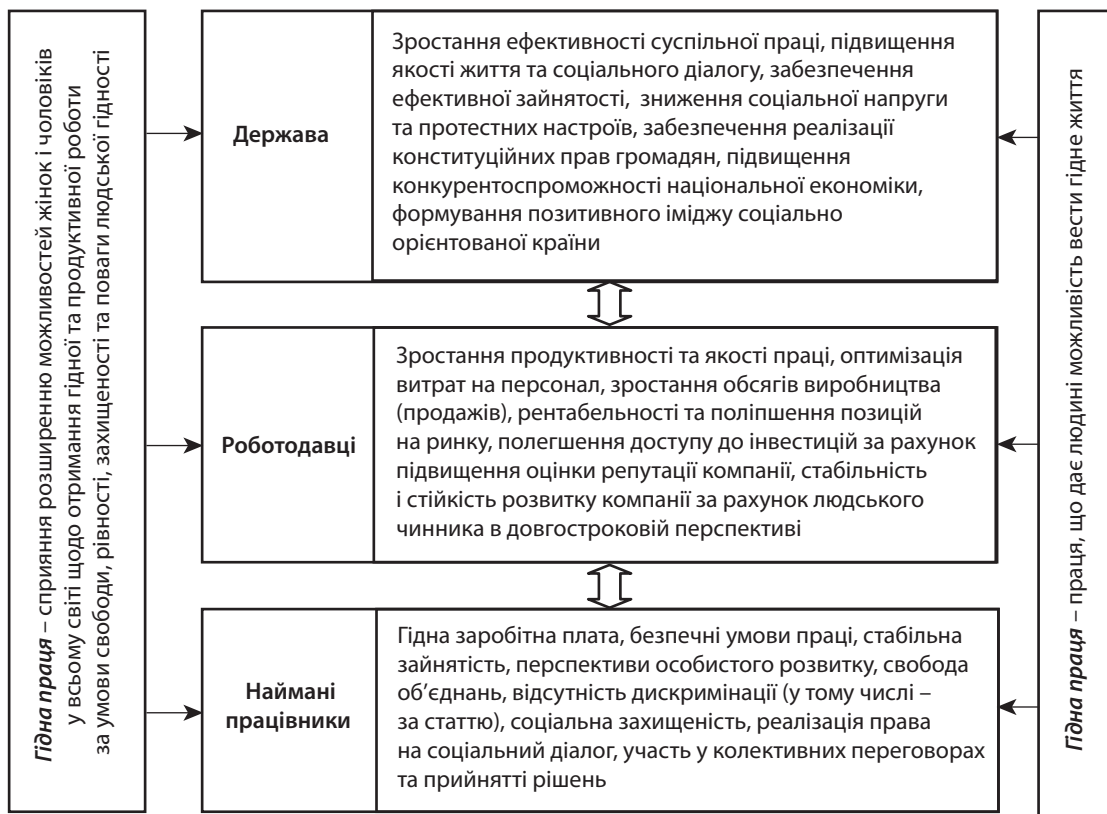 Гідна праця – сприяння розширенню можливостей жінок і чоловіків
у всьому світі щодо отримання гідної та продуктивної роботи
за умови свободи, рівності, захищеності та поваги людської гідності
Держава
Зростання ефективності суспільної праці, підвищення
якості життя та соціального діалогу, забезпечення
ефективної зайнятості, зниження соціальної напруги
та протестних настроїв, забезпечення реалізації
конституційних прав громадян, підвищення
конкурентоспроможності національної економіки,
формування позитивного іміджу соціально
орієнтованої країни
Роботодавці
Зростання продуктивності та якості праці, оптимізація
витрат на персонал, зростання обсягів виробництва
(продажів), рентабельності та поліпшення позицій
на ринку, полегшення доступу до інвестицій за рахунок
підвищення оцінки репутації компанії, стабільність
і стійкість розвитку компанії за рахунок людського
чинника в довгостроковій перспективі
Наймані
працівники
Гідна заробітна плата, безпечні умови праці, стабільна
зайнятість, перспективи особистого розвитку, свобода
об’єднань, відсутність дискримінації (у тому числі –
за статтю), соціальна захищеність, реалізація права
на соціальний діалог, участь у колективних переговорах
та прийнятті рішень
Гідна праця – праця, що дає людині можливість вести гідне життя